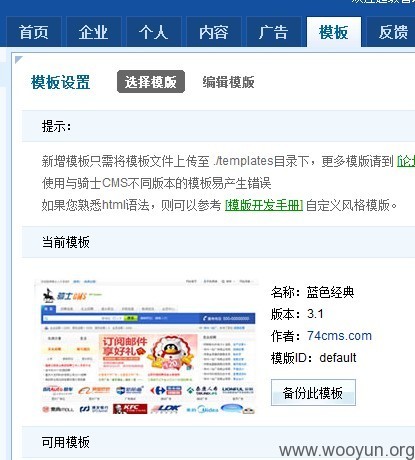 首页 企业 个人 内容 广告 模板 反馈
模板设置 选择模版 编辑模版
提示：
新增模板只需将模板文件上传至 ./templates目录下，更多模版请到 [论
使用与骑士CMS不同版本的模板易产生错误
如果您熟悉html语法，则可以参考 [模版开发手册] 自定义风格模版。
当前模板
骑士CMS
订阅邮件
享好礼
KFC
LDK
Midea
名称：蓝色经典
版本：3.1
作者：74cms.com
模版ID：default
备份此模板
可用模板
www.wooyun.org